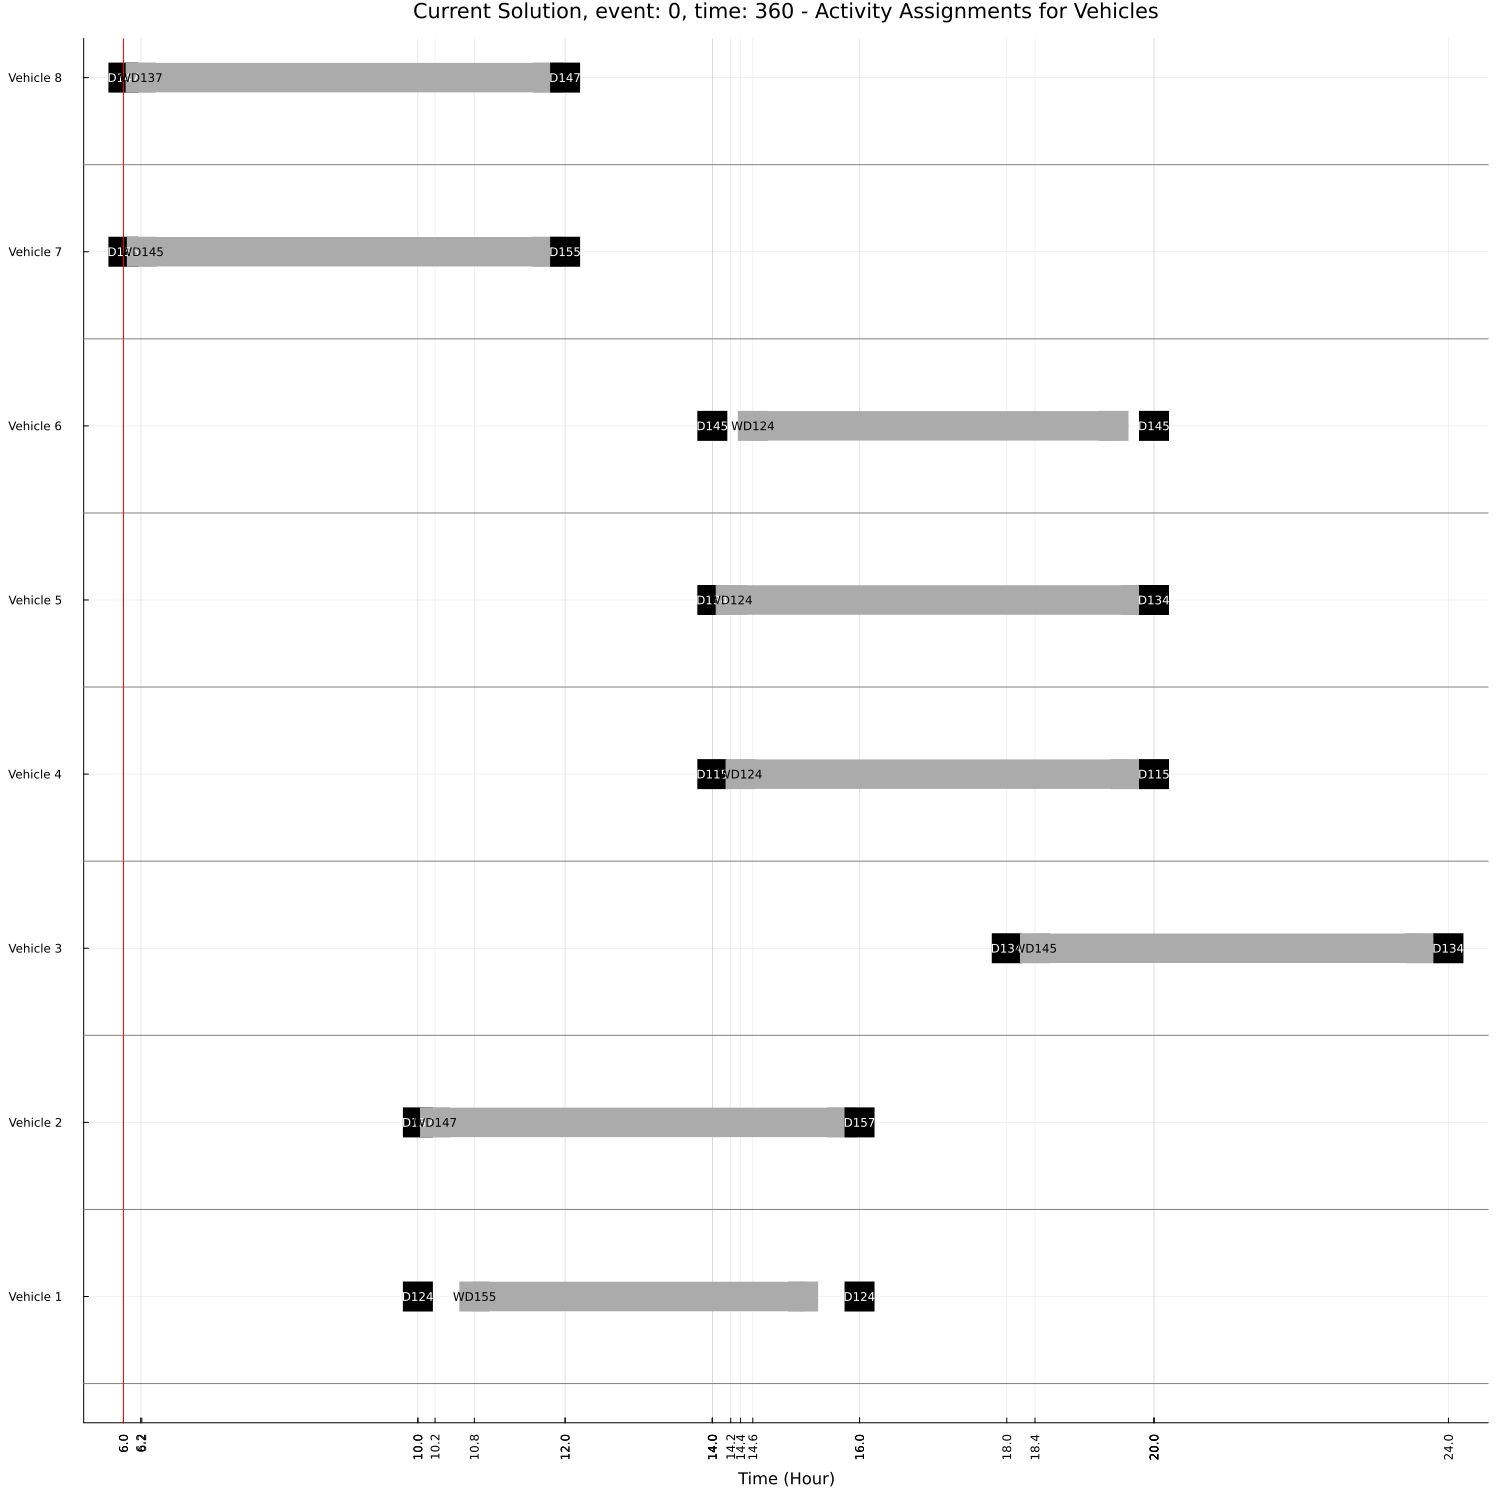 Current Solution, event: 0, time: 360 - Activity Assignments for Vehicles
Vehicle 8
WD137
D147
Vehicle 7
WD145
D155
Vehicle 6
D145 WD124 D145
Vehicle 5
WD124
D134
Vehicle 4
D115 WD124 D115
Vehicle 3
D134 WD145 D134
Vehicle 2
WD147
D157
Vehicle 1
D124 WD155 D124
6.0 6.2 10.0 10.2 10.8 12.0 14.0 14.2 14.4 14.6 16.0 18.0 18.4 20.0 24.0
Time (Hour)